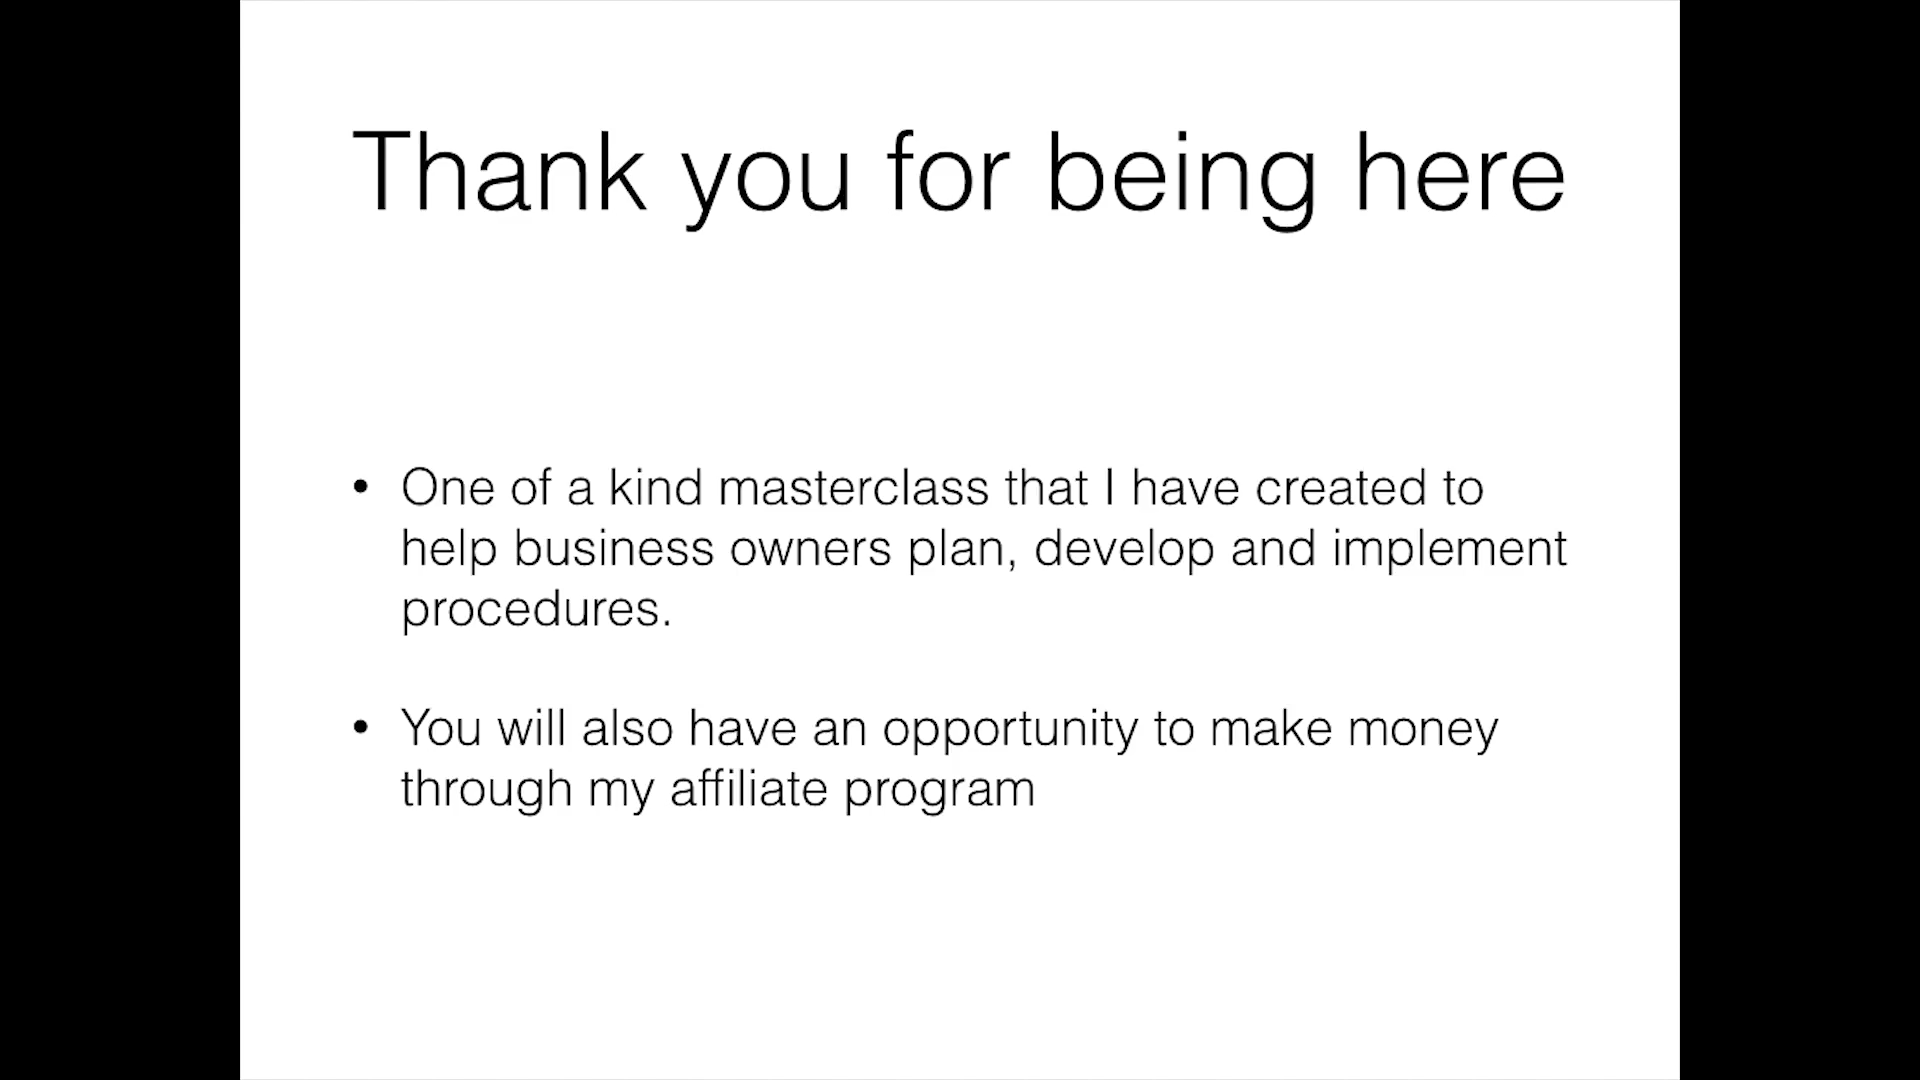 Thank you for being here
• One of a kind masterclass that I have created to
help business owners plan, develop and implement
procedures.
• You will also have an opportunity to make money
through my affiliate program